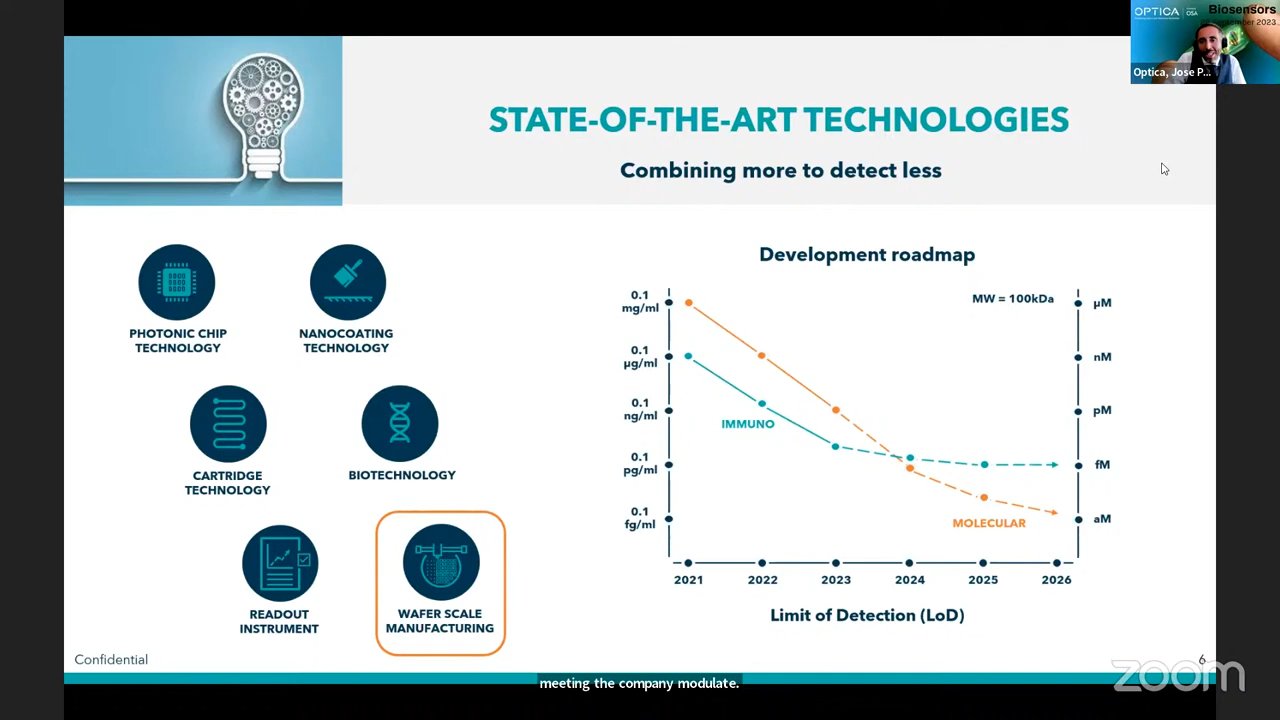 OPTICA | OSA
Biosensors
September 2023
Optica, Jose P...
STATE-OF-THE-ART TECHNOLOGIES
Combining more to detect less
PHOTONIC CHIP
TECHNOLOGY
NANOCOATING
TECHNOLOGY
CARTRIDGE
TECHNOLOGY
BIOTECHNOLOGY
READOUT
INSTRUMENT
WAFER SCALE
MANUFACTURING
Development roadmap
MW = 100kDa
0.1
mg/ml
µM
0.1
µg/ml
nM
0.1
ng/ml
pM
IMMUNO
0.1
pg/ml
fM
0.1
fg/ml
aM
MOLECULAR
2021 2022 2023 2024 2025 2026
Limit of Detection (LoD)
Confidential
6
zoom
meeting the company modulate.